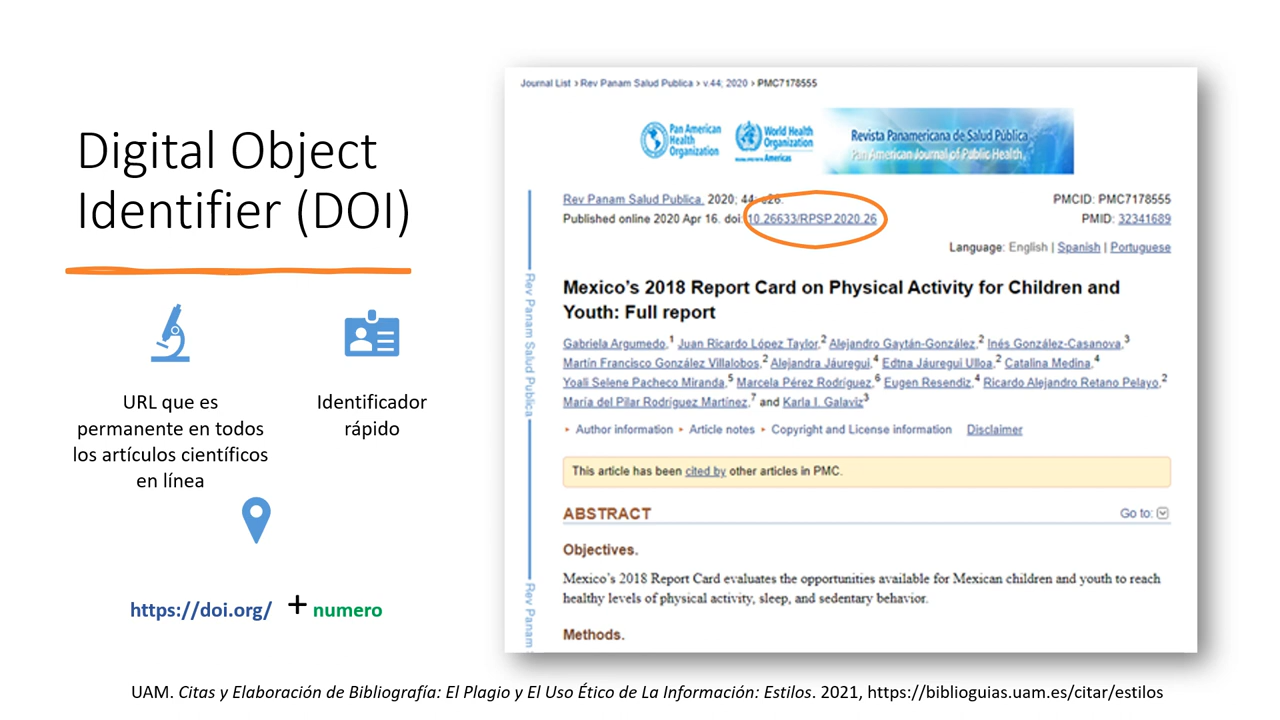 Digital Object
Identifier (DOI)
URL que es
permanente en todos
los artículos científicos
en línea
Identificador
rápido
https://doi.org/ + numero
Journal List > Rev Panam Salud Publica > v.44; 2020 > PMC7178555
Pan American
Health
Organization
World Health
Organization
Americas
Revista Panamericana de Salud Pública
Pan American Journal of Public Health
Rev Panam Salud Publica. 2020; 44: e26.
Published online 2020 Apr 16. doi: 10.26633/RPSP.2020.26
PMCID: PMC7178555
PMID: 32341689
Language: English | Spanish | Portuguese
Mexico’s 2018 Report Card on Physical Activity for Children and
Youth: Full report
Gabriela Argumedo,1 Juan Ricardo López Taylor,2 Alejandro Gaytán-González,2 Inés González-Casanova,3
Martín Francisco González Villalobos,2 Alejandra Jáuregui,4 Edtna Jáuregui Ulloa,2 Catalina Medina,4
Yoali Selene Pacheco Miranda,5 Marcela Pérez Rodríguez,6 Eugen Resendiz,4 Ricardo Alejandro Retano Pelayo,2
María del Pilar Rodríguez Martínez,7 and Karla I. Galaviz3
Author information Article notes Copyright and License information Disclaimer
This article has been cited by other articles in PMC.
ABSTRACT
Go to:
Objectives.
Mexico’s 2018 Report Card evaluates the opportunities available for Mexican children and youth to reach
healthy levels of physical activity, sleep, and sedentary behavior.
Methods.
Rev Panam Salud Publica
Rev Panam
UAM. Citas y Elaboración de Bibliografía: El Plagio y El Uso Ético de La Información: Estilos. 2021, https://biblioguias.uam.es/citar/estilos